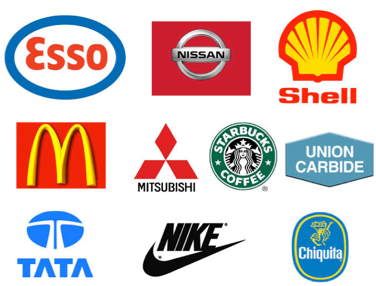 Esso
NISSAN
Shell
M
MITSUBISHI
STARBUCKS
COFFEE
®
UNION
CARBIDE
TATA
NIKE
Chiquita